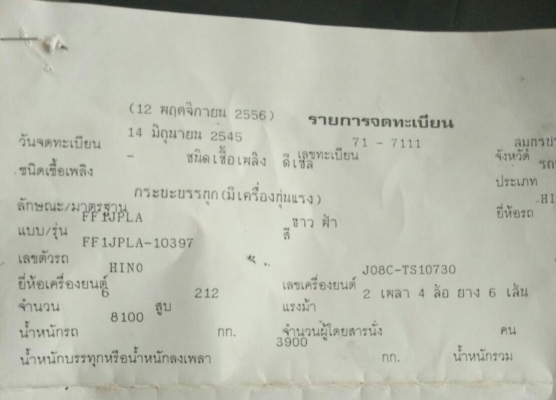 (12 พฤศจิกายน 2556) รายการจดทะเบียน
วันจดทะเบียน 14 มิถุนายน 2545 เลขทะเบียน 71 - 7111 จังหวัด
ชนิดเชื้อเพลิง - ชนิดเชื้อเพลิง ดีเซล ประเภท
ลักษณะ/มาตรฐาน กระบะบรรทุก(มีเครื่องทุ่นแรง) ยี่ห้อรถ
แบบ/รุ่น FF1JPLA สี ขาว ฟ้า
เลขตัวรถ FF1JPLA-10397
ยี่ห้อเครื่องยนต์ HINO เลขเครื่องยนต์ J08C-TS10730
จำนวน 6 สูบ 212 แรงม้า 2 เพลา 4 ล้อ ยาง 6 เส้น
น้ำหนักรถ 8100 กก. จำนวนผู้โดยสารนั่ง คน
น้ำหนักบรรทุกหรือน้ำหนักลงเพลา 3900 กก. น้ำหนักรวม